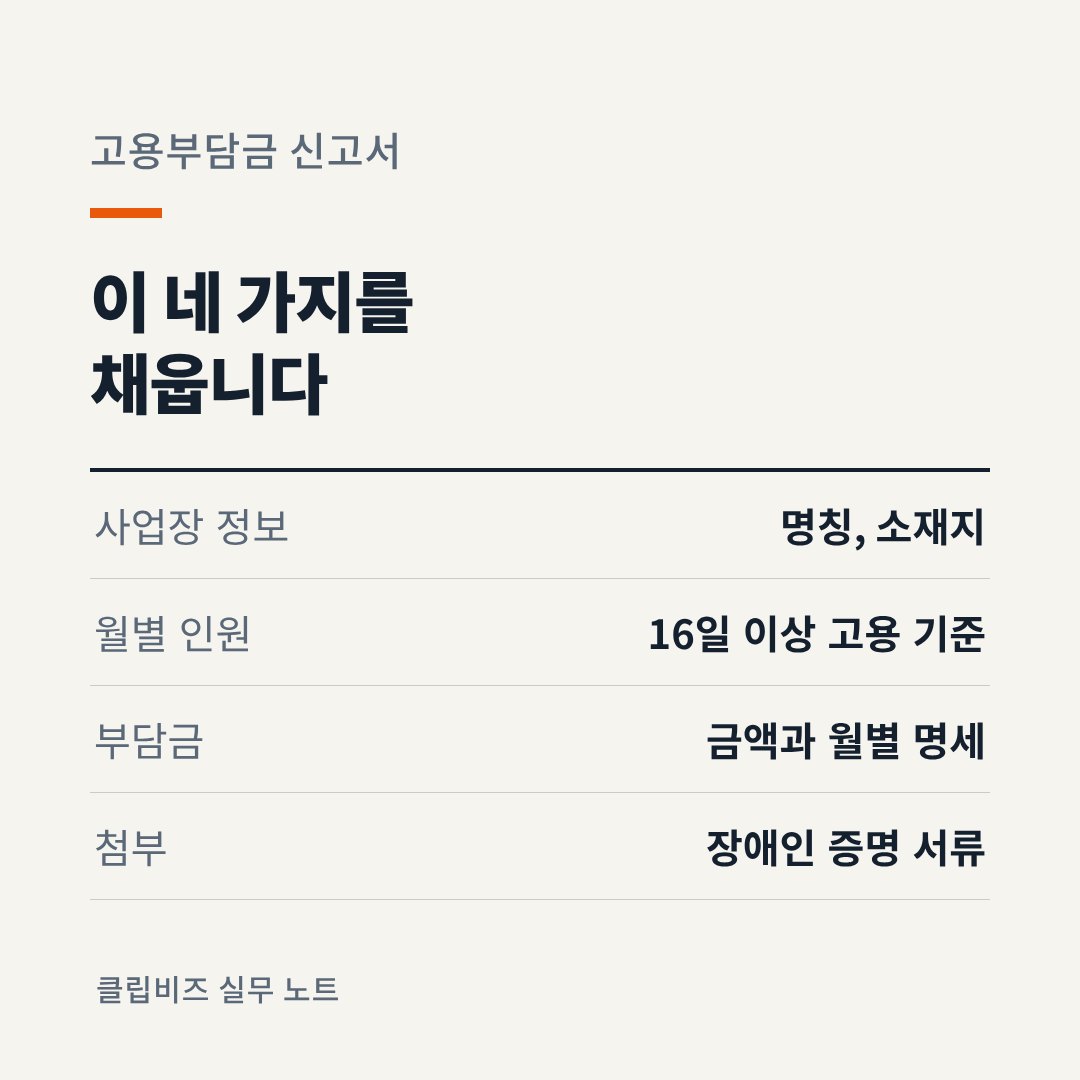 고용부담금 신고서
이 네 가지를
채웁니다
사업장 정보 명칭, 소재지
월별 인원 16일 이상 고용 기준
부담금 금액과 월별 명세
첨부 장애인 증명 서류
클립비즈 실무 노트